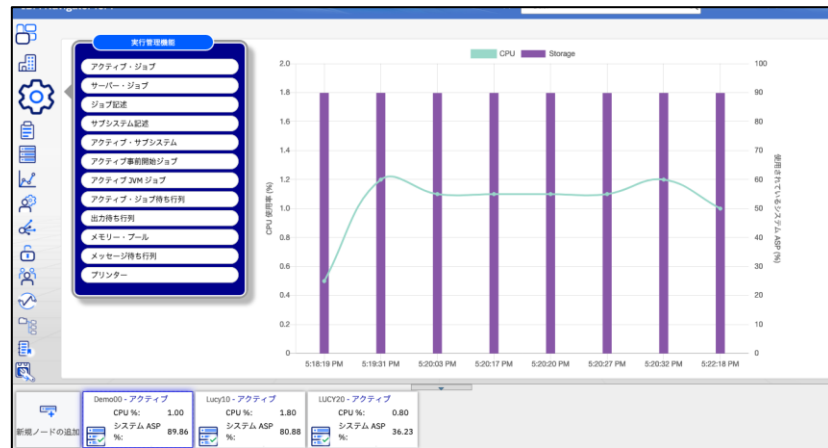 実行管理機能
アクティブ・ジョブ
サーバー・ジョブ
ジョブ記述
サブシステム記述
アクティブ・サブシステム
アクティブ事前開始ジョブ
アクティブ JVM ジョブ
アクティブ・ジョブ待ち行列
出力待ち行列
メモリー・プール
メッセージ待ち行列
プリンター
CPU Storage
2.0
1.8
1.6
1.4
1.2
1.0
0.8
0.6
0.4
0.2
0
CPU 使用率 (%)
100
90
80
70
60
50
40
30
20
10
0
使用されているシステム ASP (%)
5:18:19 PM 5:19:31 PM 5:20:03 PM 5:20:17 PM 5:20:20 PM 5:20:27 PM 5:20:32 PM 5:22:18 PM
新規ノードの追加
Demo00 - アクティブ
CPU %: 1.00
システム ASP %: 89.86
Lucy10 - アクティブ
CPU %: 1.80
システム ASP %: 80.88
LUCY20 - アクティブ
CPU %: 0.80
システム ASP %: 36.23